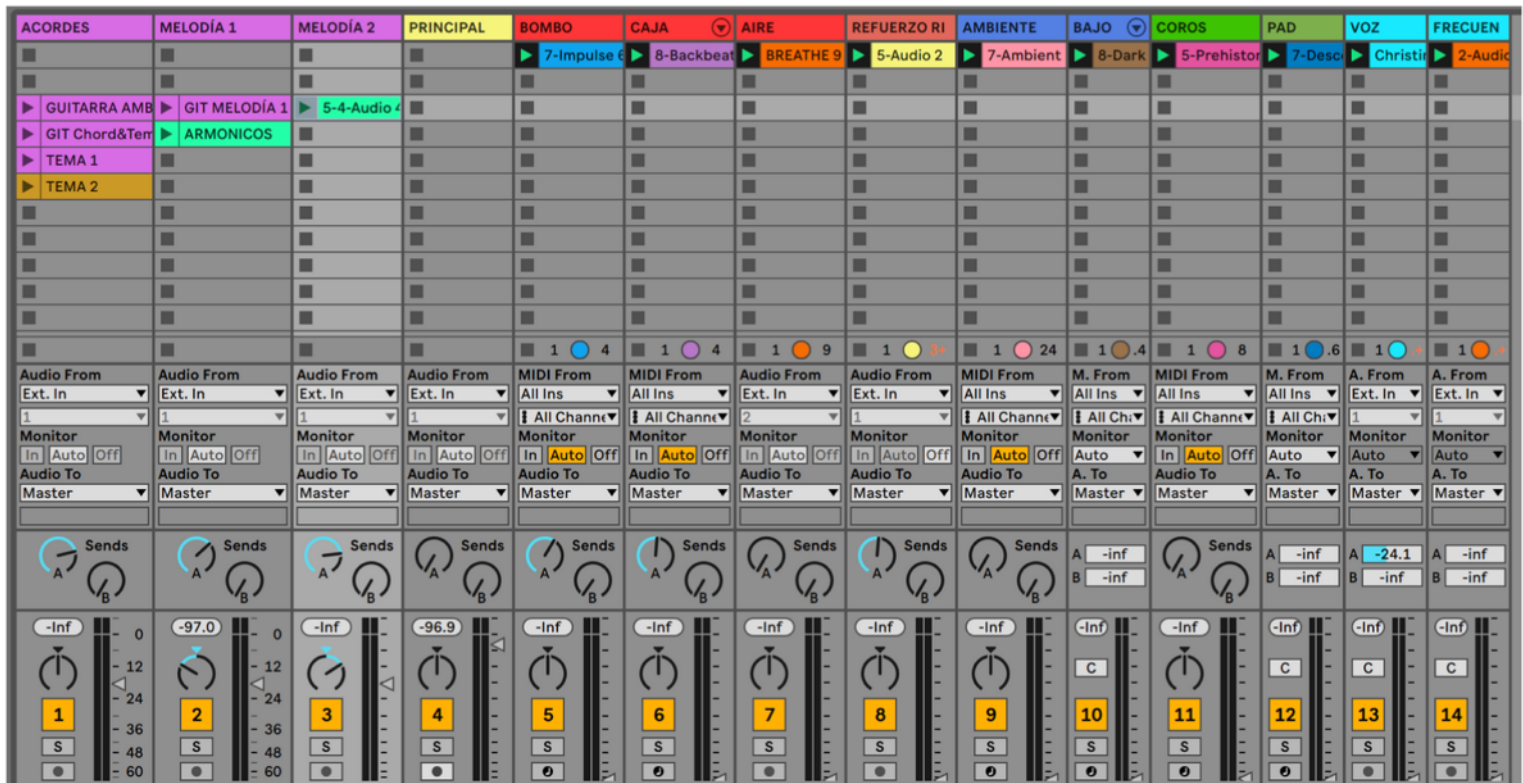 ACORDES MELODÍA 1 MELODÍA 2 PRINCIPAL BOMBO CAJA AIRE REFUERZO RI AMBIENTE BAJO COROS PAD VOZ FRECUEN
7-Impulse 6 8-Backbeat BREATHE 9 5-Audio 2 7-Ambient 8-Dark 5-Prehistor 7-Desce Christin 2-Audio
GUITARRA AMB GIT MELODÍA 1 5-4-Audio 4
GIT Chord&Tem ARMONICOS
TEMA 1
TEMA 2
1 4 1 4 1 9 1 3+ 1 24 1 .4 1 8 1 .6 1 + 1 +
Audio From Audio From Audio From Audio From MIDI From MIDI From Audio From Audio From MIDI From M. From MIDI From M. From A. From A. From
Ext. In Ext. In Ext. In Ext. In All Ins All Ins Ext. In Ext. In All Ins All Ins All Ins All Ins Ext. In Ext. In
1 1 1 1 All Channe All Channe 2 1 All Channe All Ch All Channe All Ch 1 1
Monitor Monitor Monitor Monitor Monitor Monitor Monitor Monitor Monitor Monitor Monitor Monitor Monitor Monitor
In Auto Off In Auto Off In Auto Off In Auto Off In Auto Off In Auto Off In Auto Off In Auto Off In Auto Off Auto In Auto Off Auto Auto Auto
Audio To Audio To Audio To Audio To Audio To Audio To Audio To Audio To Audio To A. To Audio To A. To A. To A. To
Master Master Master Master Master Master Master Master Master Master Master Master Master Master
Sends Sends Sends Sends Sends Sends Sends Sends Sends Sends
A A A A A A A A A A -inf A A -inf A -24.1 A -inf
B B B B B B B B B B -inf B B -inf B -inf B -inf
-Inf -97.0 -Inf -96.9 -Inf -Inf -Inf -Inf -Inf -Inf -Inf -Inf -Inf -Inf
0 0
12 12 C C C C
24 24
1 2 3 4 5 6 7 8 9 10 11 12 13 14
36 36
S S S S S S S S S S S S S S
48 48
60 60